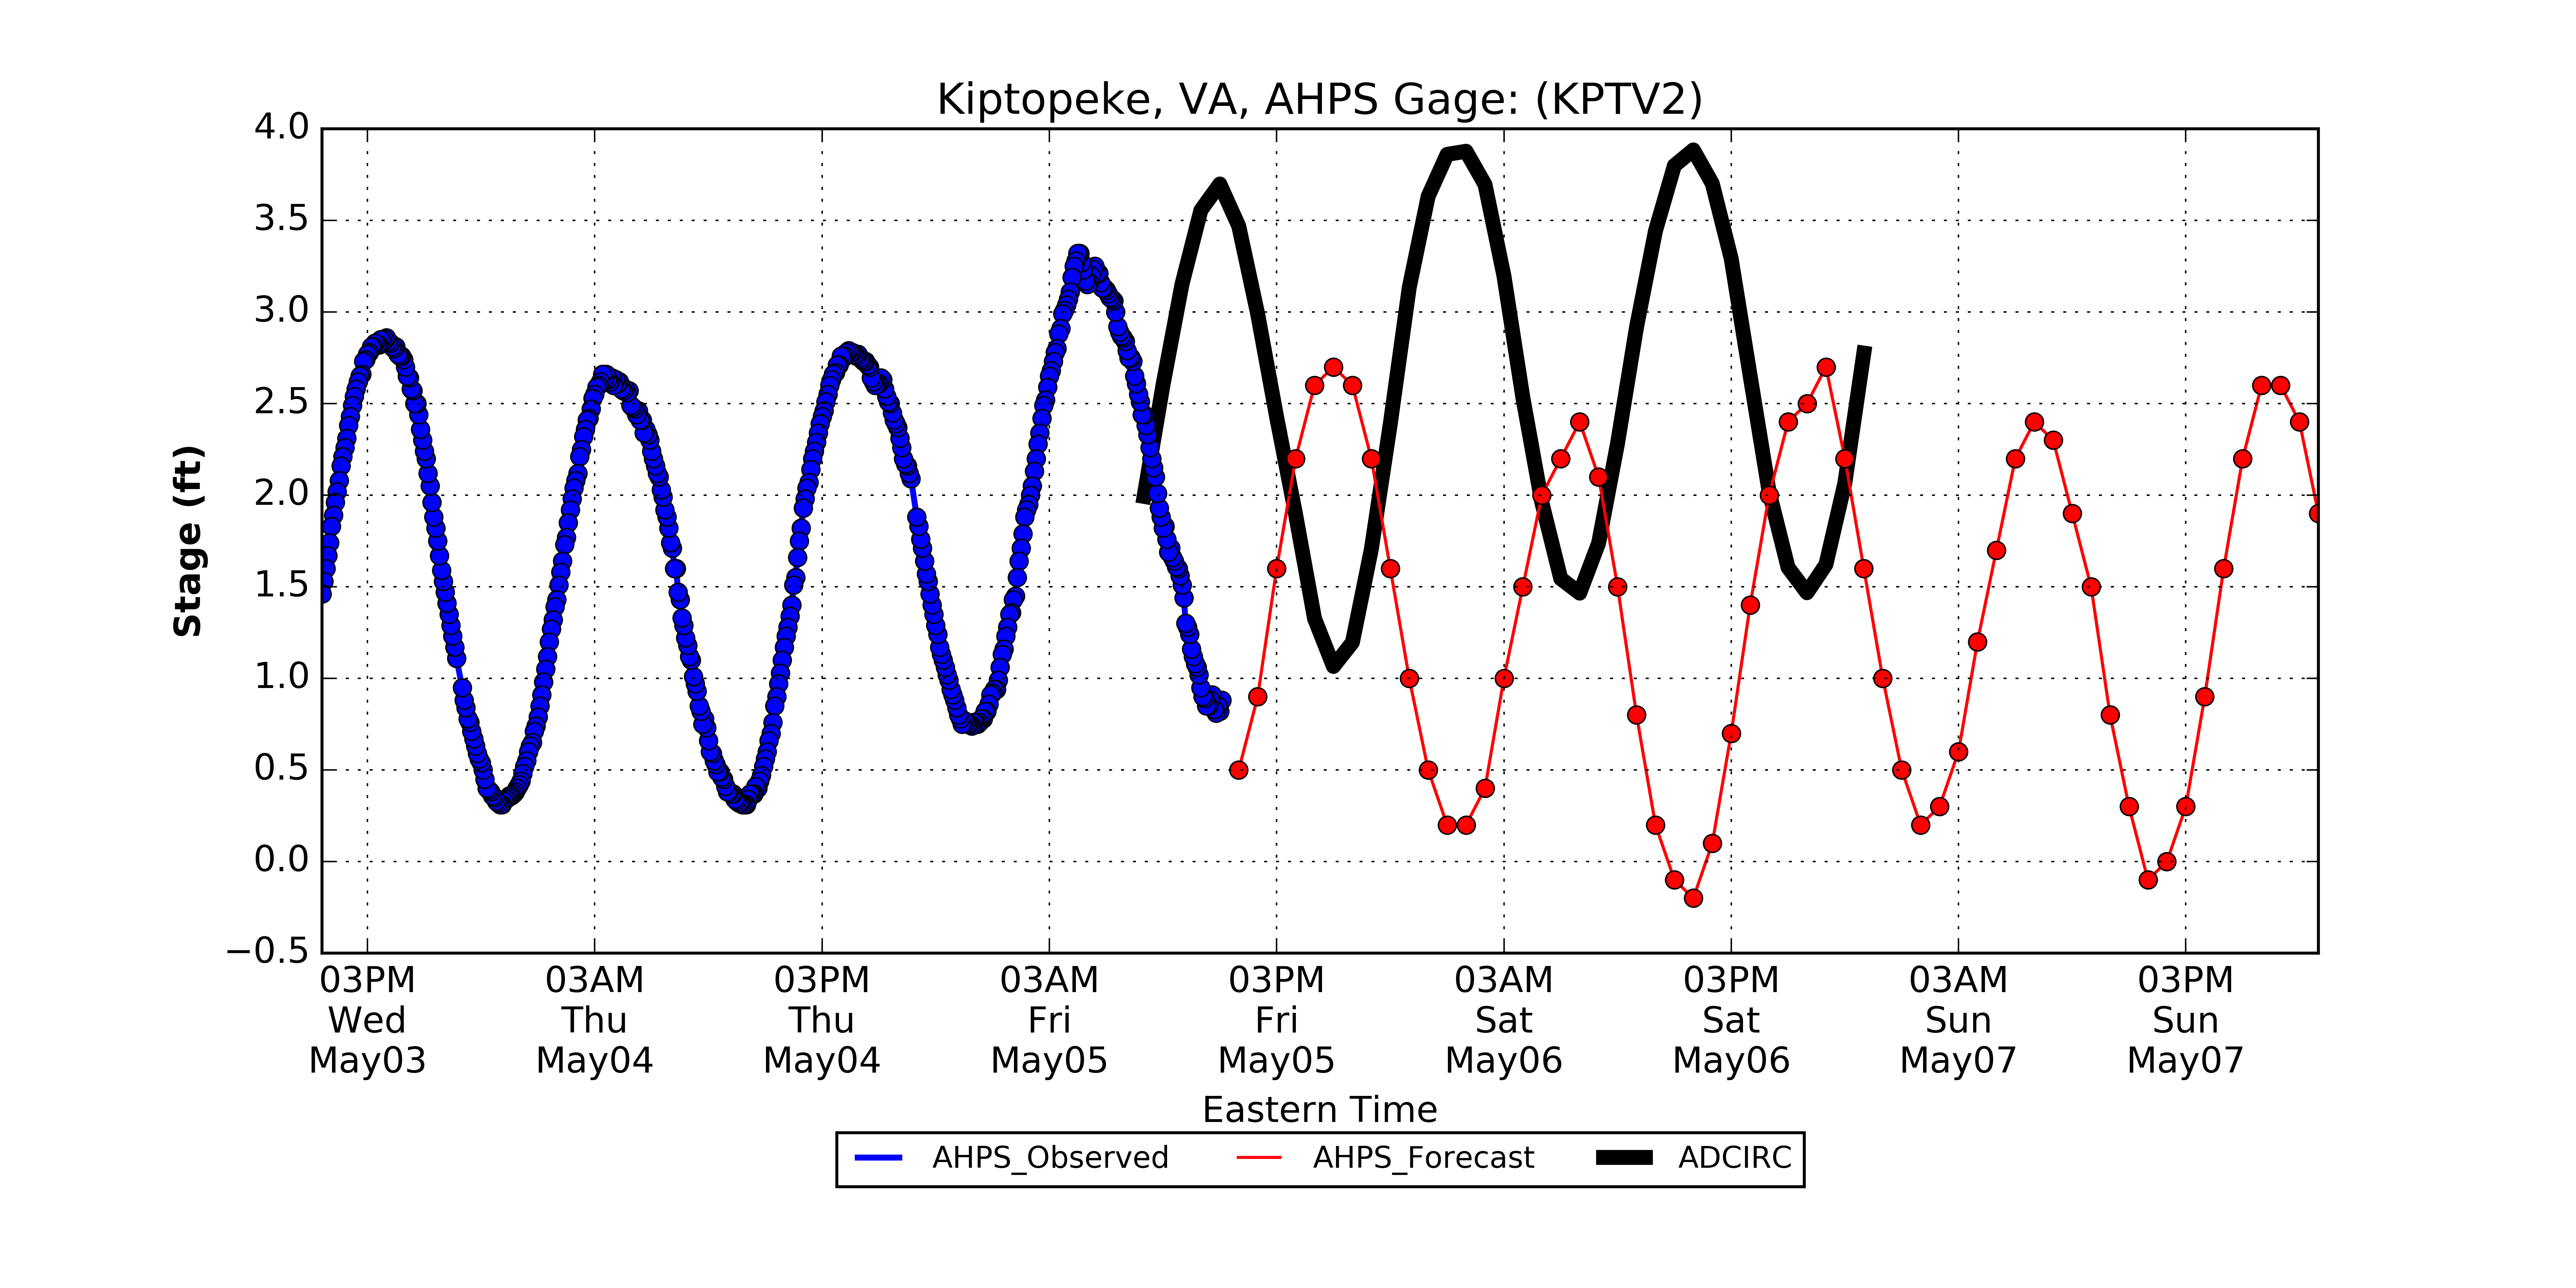 Kiptopeke, VA, AHPS Gage: (KPTV2)
4.0
3.5
3.0
2.5
2.0
1.5
1.0
0.5
0.0
−0.5
Stage (ft)
03PM 03AM 03PM 03AM 03PM 03AM 03PM 03AM 03PM
Wed Thu Thu Fri Fri Sat Sat Sun Sun
May03 May04 May04 May05 May05 May06 May06 May07 May07
Eastern Time
AHPS_Observed AHPS_Forecast ADCIRC